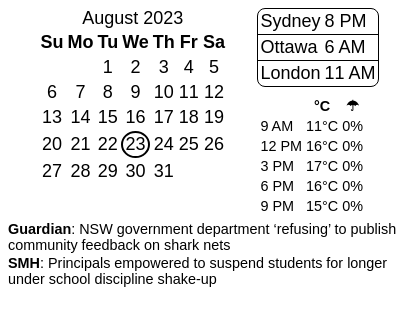 August 2023
Su Mo Tu We Th Fr Sa
1 2 3 4 5
6 7 8 9 10 11 12
13 14 15 16 17 18 19
20 21 22 23 24 25 26
27 28 29 30 31
Sydney 8 PM
Ottawa 6 AM
London 11 AM
°C ☂
9 AM 11°C 0%
12 PM 16°C 0%
3 PM 17°C 0%
6 PM 16°C 0%
9 PM 15°C 0%
Guardian: NSW government department ‘refusing’ to publish
community feedback on shark nets
SMH: Principals empowered to suspend students for longer
under school discipline shake-up